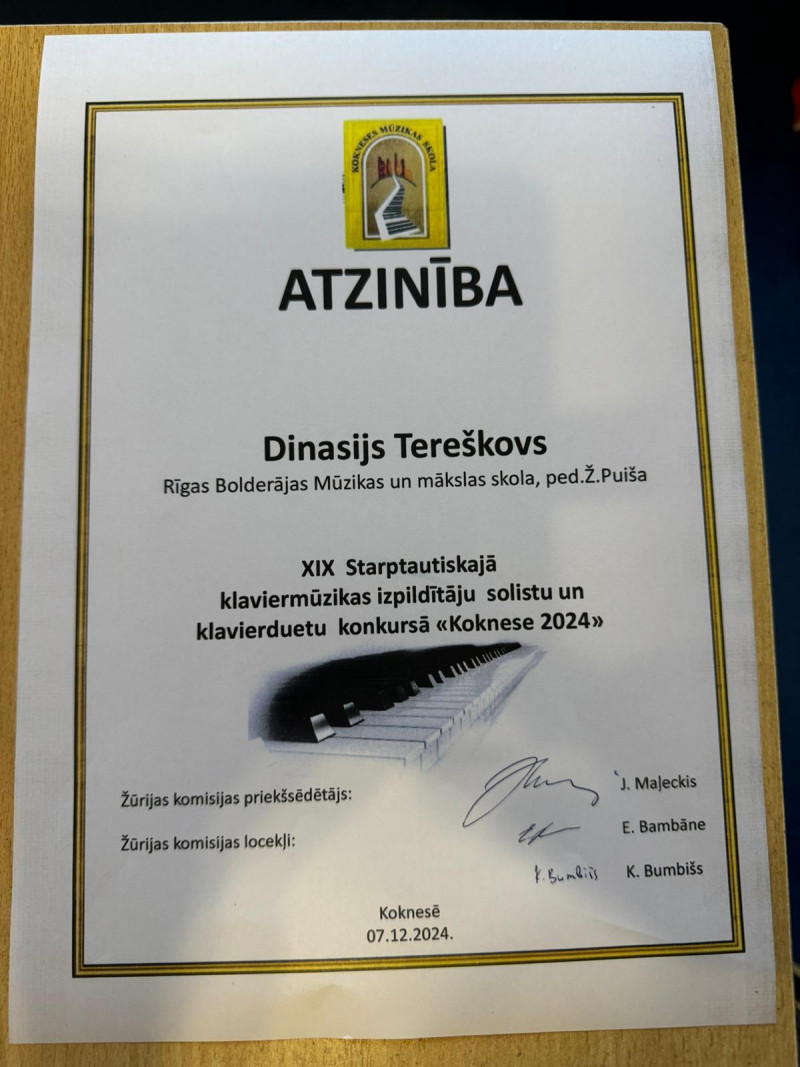 KOKNESES MŪZIKAS SKOLA
ATZINĪBA
Dinasijs Tereškovs
Rīgas Bolderājas Mūzikas un mākslas skola, ped.Ž.Puiša
XIX Starptautiskajā
klaviermūzikas izpildītāju solistu un
klavierduetu konkursā «Koknese 2024»
Žūrijas komisijas priekšsēdētājs:
J. Maļeckis
Žūrijas komisijas locekļi:
E. Bambāne
K. Bumbišs K. Bumbišs
Koknesē
07.12.2024.